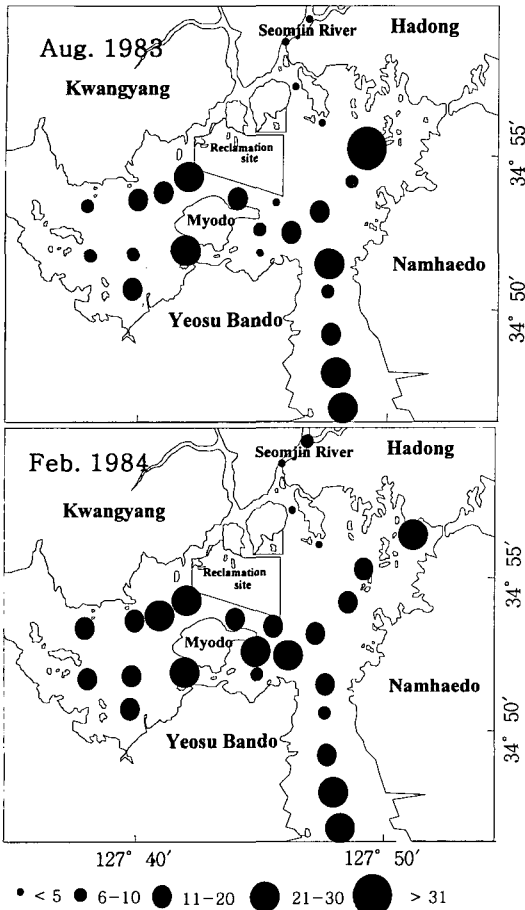 Aug. 1983
Seomjin River
Hadong
Kwangyang
Reclamation
site
Myodo
Namhaedo
Yeosu Bando
34° 55′
34° 50′
Feb. 1984
Seomjin River
Hadong
Kwangyang
Reclamation
site
Myodo
Namhaedo
Yeosu Bando
34° 55′
34° 50′
127° 40′ 127° 50′
< 5 6-10 11-20 21-30 > 31